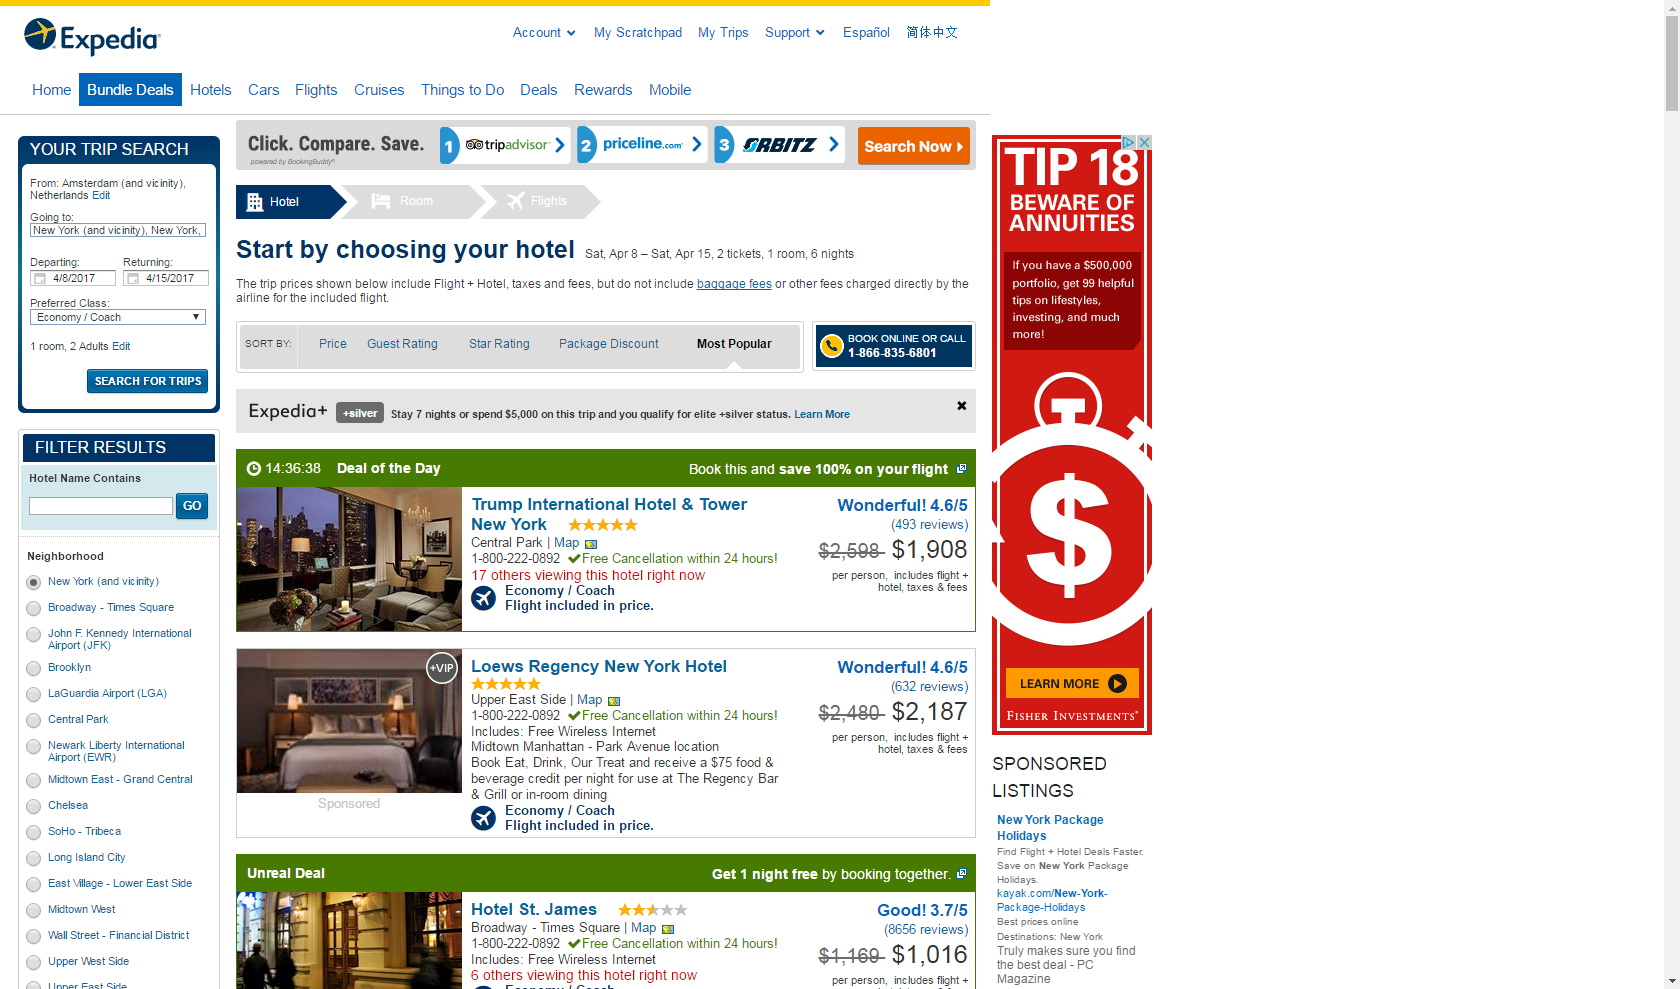 Expedia
Account
My Scratchpad
My Trips
Support
Español
简体中文
Home
Bundle Deals
Hotels
Cars
Flights
Cruises
Things to Do
Deals
Rewards
Mobile
YOUR TRIP SEARCH
From: Amsterdam (and vicinity),
Netherlands Edit
Going to:
New York (and vicinity), New York,
Departing:
Returning:
4/8/2017
4/15/2017
Preferred Class:
Economy / Coach
1 room, 2 Adults Edit
SEARCH FOR TRIPS
FILTER RESULTS
Hotel Name Contains
GO
Neighborhood
New York (and vicinity)
Broadway - Times Square
John F. Kennedy International
Airport (JFK)
Brooklyn
LaGuardia Airport (LGA)
Central Park
Newark Liberty International
Airport (EWR)
Midtown East - Grand Central
Chelsea
SoHo - Tribeca
Long Island City
East Village - Lower East Side
Midtown West
Wall Street - Financial District
Upper West Side
Upper East Side
Click. Compare. Save.
powered by BookingBuddy®
1 tripadvisor®
2 priceline.com®
3 ORBITZ
Search Now
Hotel
Room
Flights
Start by choosing your hotel Sat, Apr 8 – Sat, Apr 15, 2 tickets, 1 room, 6 nights
The trip prices shown below include Flight + Hotel, taxes and fees, but do not include baggage fees or other fees charged directly by the
airline for the included flight.
SORT BY:
Price
Guest Rating
Star Rating
Package Discount
Most Popular
BOOK ONLINE OR CALL
1-866-835-6801
Expedia+ +silver Stay 7 nights or spend $5,000 on this trip and you qualify for elite +silver status. Learn More
14:36:38 Deal of the Day
Book this and save 100% on your flight
Trump International Hotel & Tower
New York
Central Park | Map
1-800-222-0892 Free Cancellation within 24 hours!
17 others viewing this hotel right now
Economy / Coach
Flight included in price.
Wonderful! 4.6/5
(493 reviews)
$2,598 $1,908
per person, includes flight +
hotel, taxes & fees
+VIP
Sponsored
Loews Regency New York Hotel
Upper East Side | Map
1-800-222-0892 Free Cancellation within 24 hours!
Includes: Free Wireless Internet
Midtown Manhattan - Park Avenue location
Book Eat, Drink, Our Treat and receive a $75 food &
beverage credit per night for use at The Regency Bar
& Grill or in-room dining
Economy / Coach
Flight included in price.
Wonderful! 4.6/5
(632 reviews)
$2,480 $2,187
per person, includes flight +
hotel, taxes & fees
Unreal Deal
Get 1 night free by booking together.
Hotel St. James
Broadway - Times Square | Map
1-800-222-0892 Free Cancellation within 24 hours!
Includes: Free Wireless Internet
6 others viewing this hotel right now
Economy / Coach
Good! 3.7/5
(8656 reviews)
$1,169 $1,016
per person, includes flight +
TIP 18
BEWARE OF
ANNUITIES
If you have a $500,000
portfolio, get 99 helpful
tips on lifestyles,
investing, and much
more!
$
LEARN MORE
FISHER INVESTMENTS®
SPONSORED
LISTINGS
New York Package
Holidays
Find Flight + Hotel Deals Faster.
Save on New York Package
Holidays.
kayak.com/New-York-
Package-Holidays
Best prices online
Destinations: New York
Truly makes sure you find
the best deal - PC
Magazine